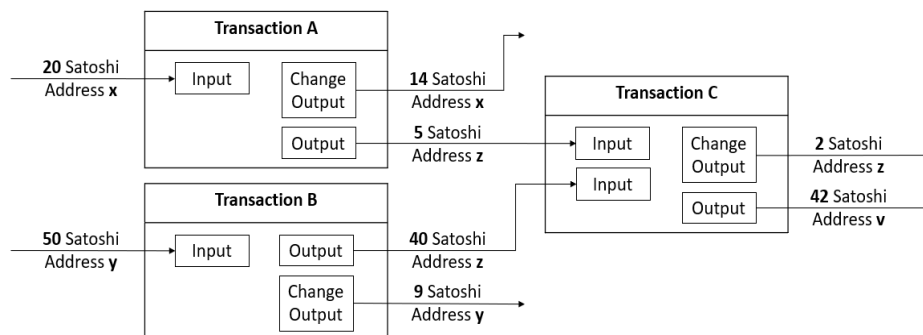 Transaction A
20 Satoshi
Address x
Input
Change
Output
14 Satoshi
Address x
Output
5 Satoshi
Address z
Transaction B
50 Satoshi
Address y
Input
Output
40 Satoshi
Address z
Change
Output
9 Satoshi
Address y
Transaction C
Input
Input
Change
Output
2 Satoshi
Address z
Output
42 Satoshi
Address v